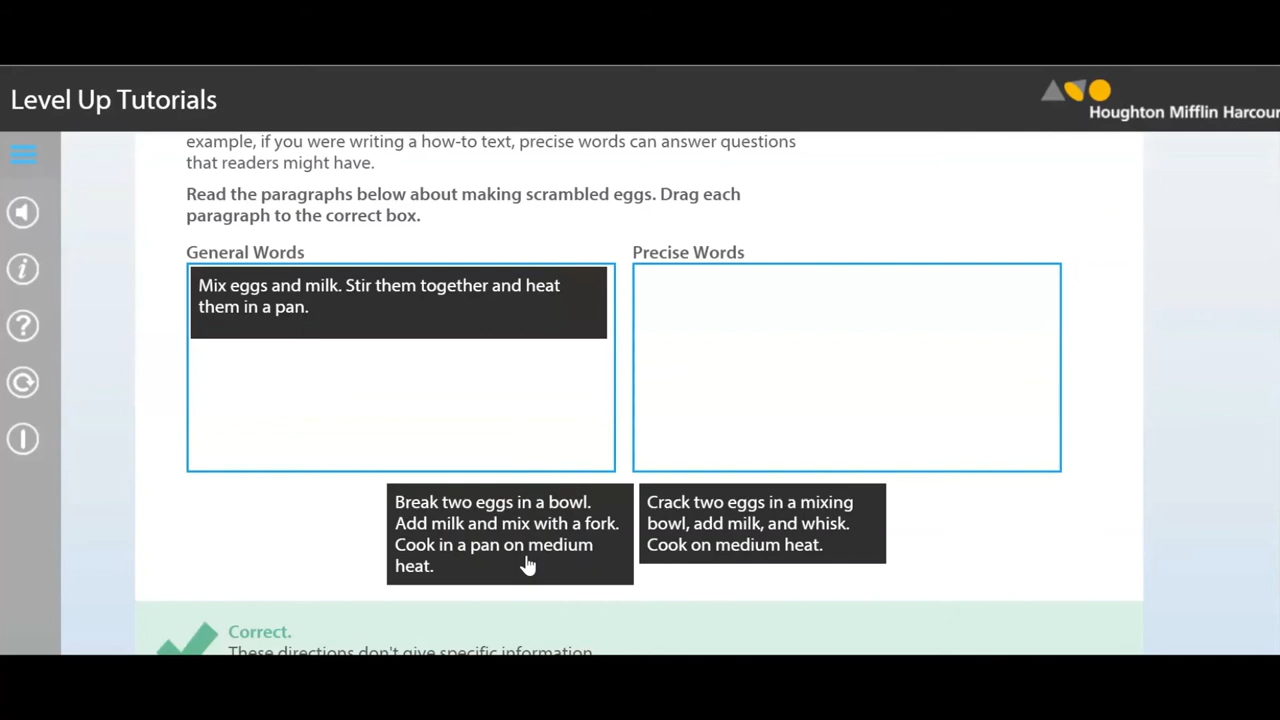 Level Up Tutorials
Houghton Mifflin Harcour
example, if you were writing a how-to text, precise words can answer questions
that readers might have.
Read the paragraphs below about making scrambled eggs. Drag each
paragraph to the correct box.
General Words
Precise Words
Mix eggs and milk. Stir them together and heat
them in a pan.
Break two eggs in a bowl.
Add milk and mix with a fork.
Cook in a pan on medium
heat.
Crack two eggs in a mixing
bowl, add milk, and whisk.
Cook on medium heat.
Correct.
These directions don't give specific information